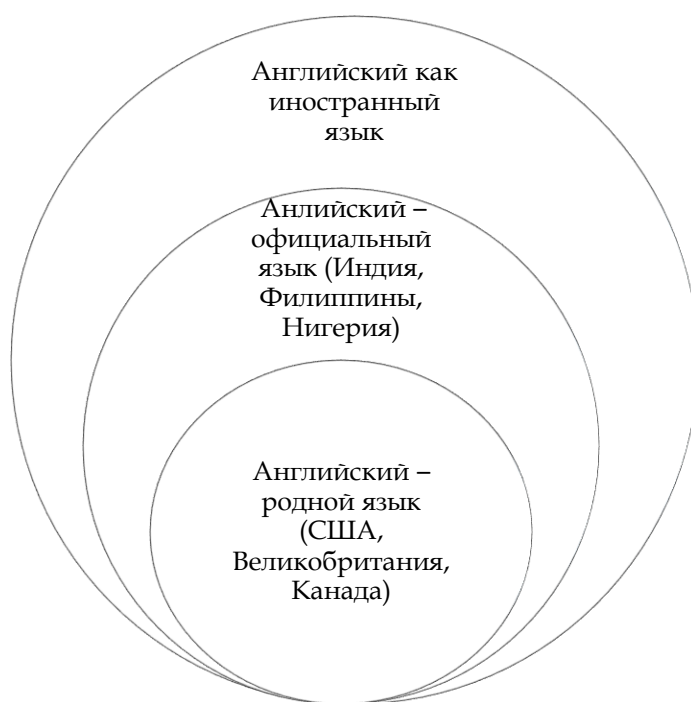 Английский как
иностранный
язык
Анлийский –
официальный
язык (Индия,
Филиппины,
Нигерия)
Английский –
родной язык
(США,
Великобритания,
Канада)